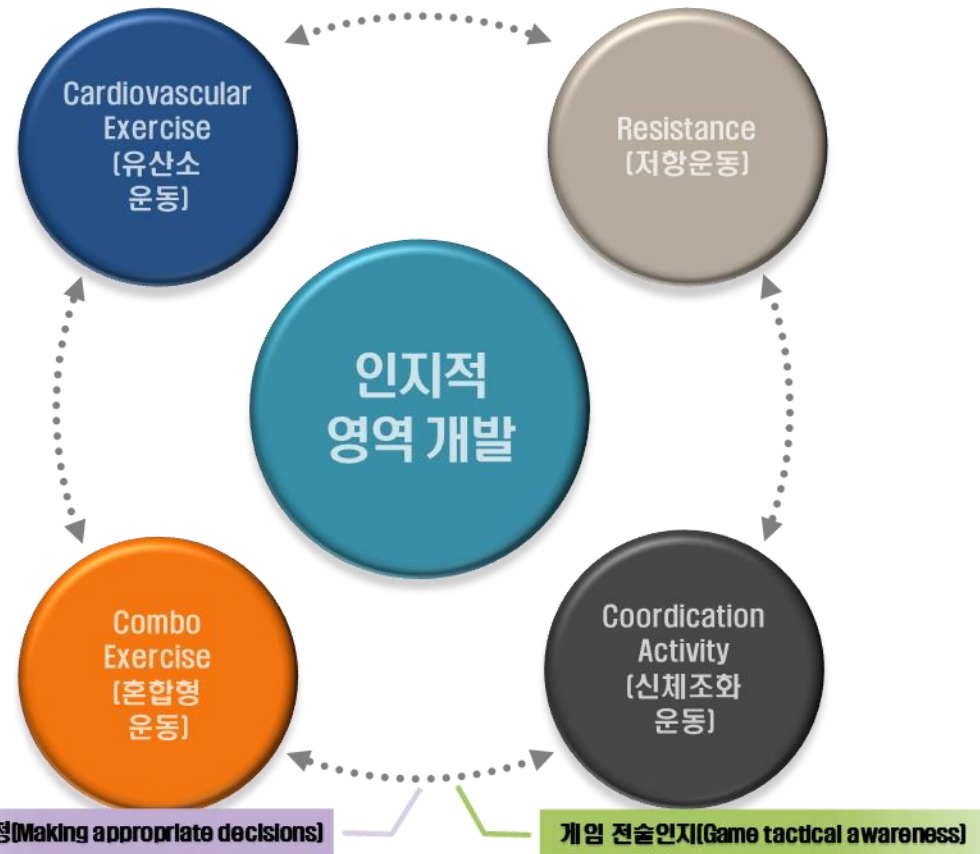 Cardiovascular
Exercise
(유산소
운동)
Resistance
(저항운동)
인지적
영역 개발
Combo
Exercise
(혼합형
운동)
Coordication
Activity
(신체조화
운동)
(Making appropriate decisions)
게임 전술인지(Game tactical awareness)